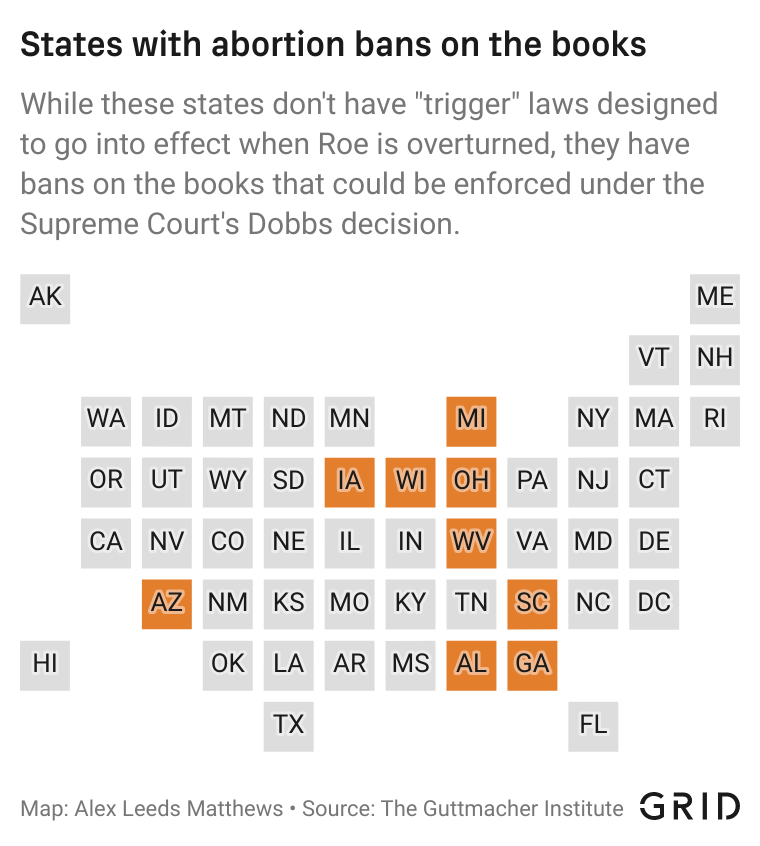 States with abortion bans on the books
While these states don't have "trigger" laws designed
to go into effect when Roe is overturned, they have
bans on the books that could be enforced under the
Supreme Court's Dobbs decision.
AK ME
VT NH
WA ID MT ND MN MI NY MA RI
OR UT WY SD IA WI OH PA NJ CT
CA NV CO NE IL IN WV VA MD DE
AZ NM KS MO KY TN SC NC DC
HI OK LA AR MS AL GA
TX FL
Map: Alex Leeds Matthews • Source: The Guttmacher Institute GRID